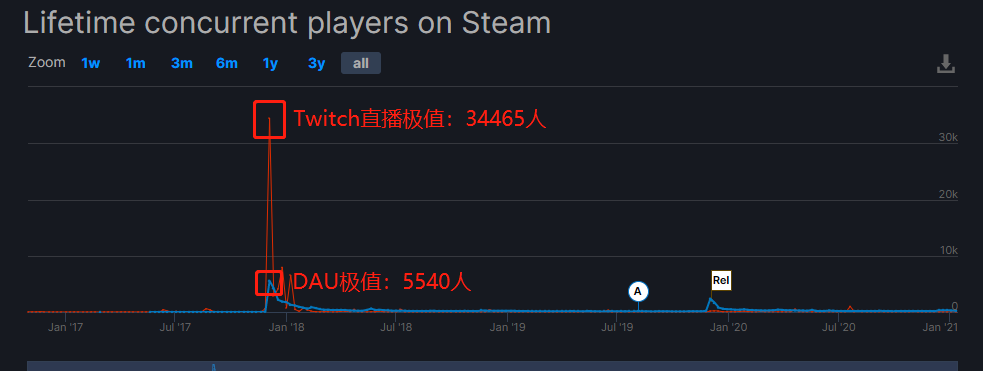 Lifetime concurrent players on Steam
Zoom 1w 1m 3m 6m 1y 3y all
Twitch直播极值：34465人
30k
20k
10k
DAU极值：5540人
A
Rel
0
Jan '17 Jul '17 Jan '18 Jul '18 Jan '19 Jul '19 Jan '20 Jul '20 Jan '21